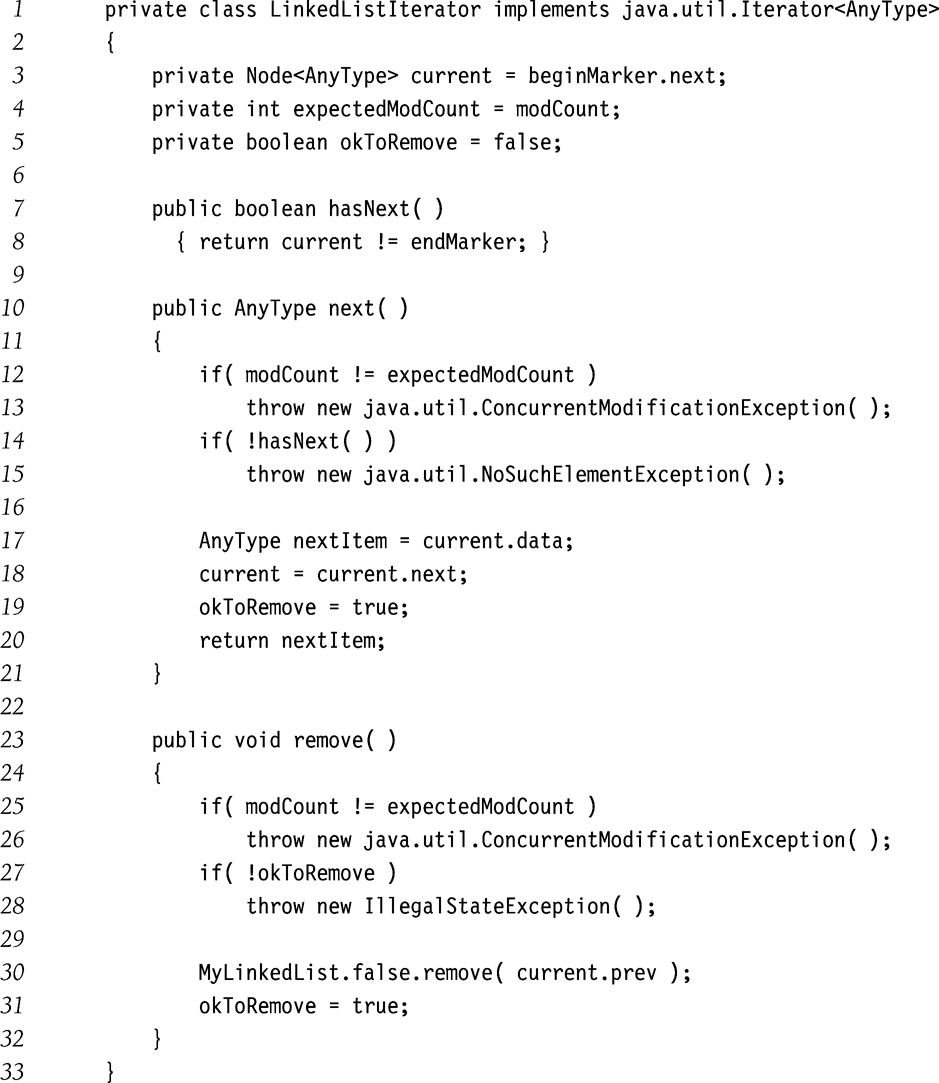 1 private class LinkedListIterator implements java.util.Iterator<AnyType>
2 {
3 private Node<AnyType> current = beginMarker.next;
4 private int expectedModCount = modCount;
5 private boolean okToRemove = false;
6
7 public boolean hasNext( )
8 { return current != endMarker; }
9
10 public AnyType next( )
11 {
12 if( modCount != expectedModCount )
13 throw new java.util.ConcurrentModificationException( );
14 if( !hasNext( ) )
15 throw new java.util.NoSuchElementException( );
16
17 AnyType nextItem = current.data;
18 current = current.next;
19 okToRemove = true;
20 return nextItem;
21 }
22
23 public void remove( )
24 {
25 if( modCount != expectedModCount )
26 throw new java.util.ConcurrentModificationException( );
27 if( !okToRemove )
28 throw new IllegalStateException( );
29
30 MyLinkedList.false.remove( current.prev );
31 okToRemove = true;
32 }
33 }